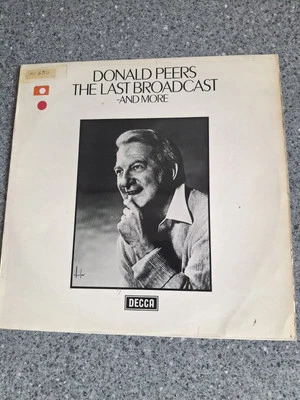 DONALD PEERS
THE LAST BROADCAST
-AND MORE
DECCA